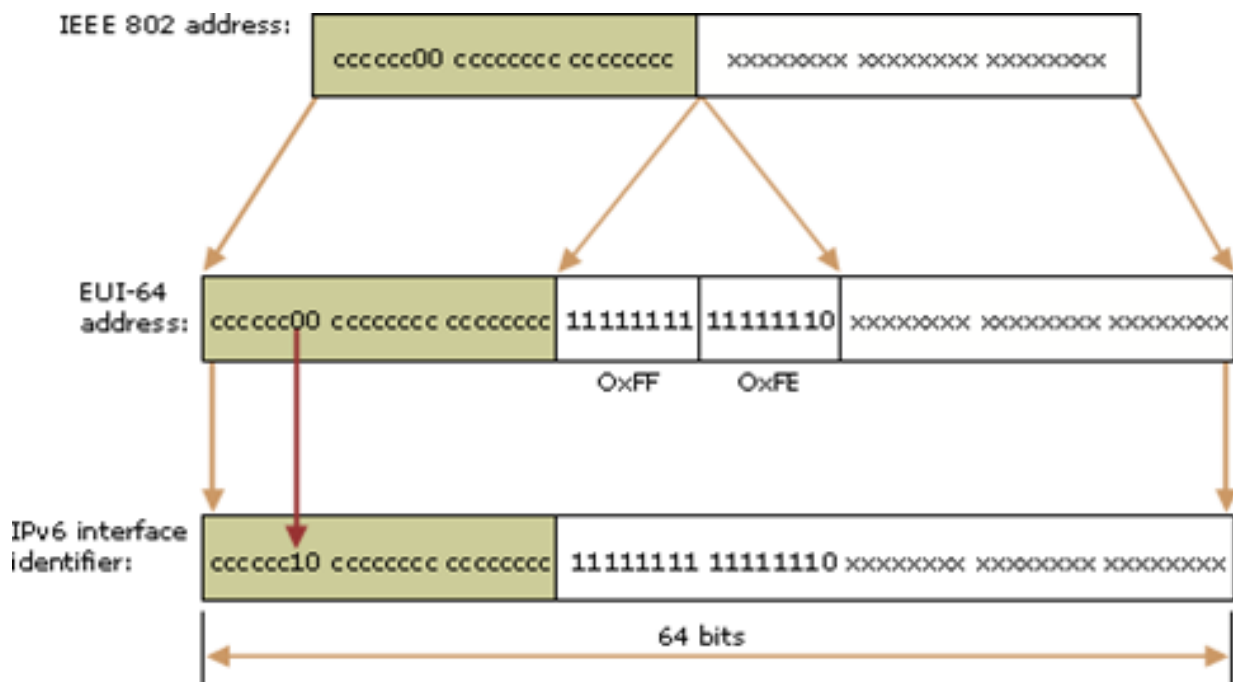 IEEE 802 address:
cccccc00 cccccccc cccccccc xxxxxxxx xxxxxxxx xxxxxxxx
EUI-64
address:
cccccc00 cccccccc cccccccc 11111111 11111110 xxxxxxxx xxxxxxxx xxxxxxxx
0xFF 0xFE
IPv6 interface
identifier:
cccccc10 cccccccc cccccccc 11111111 11111110 xxxxxxxx xxxxxxxx xxxxxxxx
64 bits